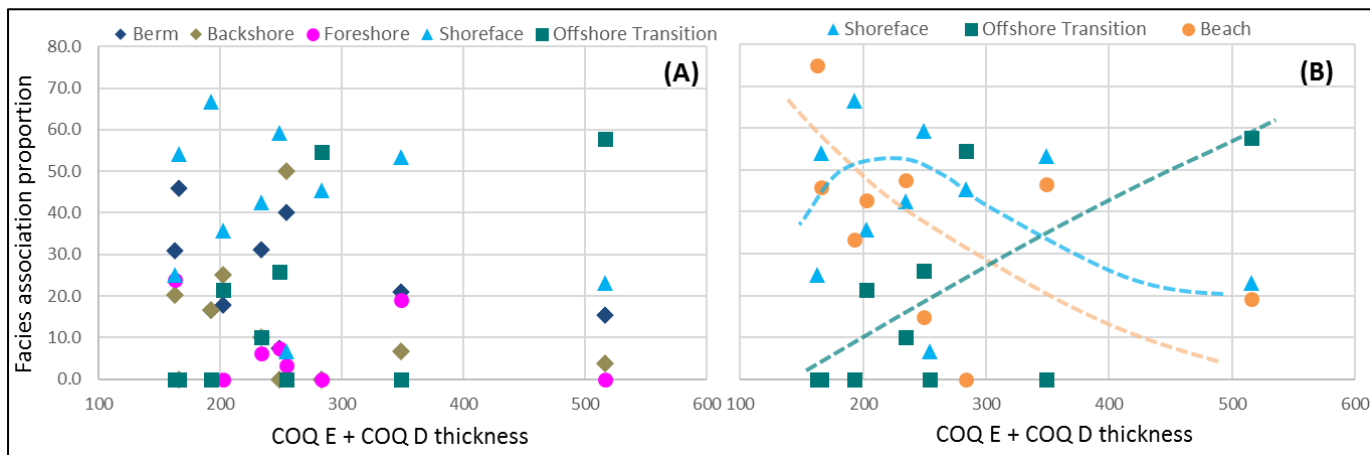 Berm Backshore Foreshore Shoreface Offshore Transition
(A)
Facies association proportion
80.0
70.0
60.0
50.0
40.0
30.0
20.0
10.0
0.0
100 200 300 400 500 600
COQ E + COQ D thickness
Shoreface Offshore Transition Beach
(B)
100 200 300 400 500 600
COQ E + COQ D thickness